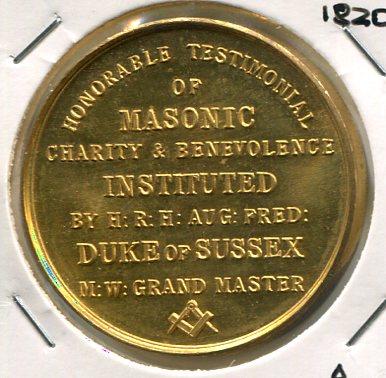 1820
HONORABLE TESTIMONIAL
OF
MASONIC
CHARITY & BENEVOLENCE
INSTITUTED
BY H: R: H: AUG: FRED:
DUKE OF SUSSEX
M: W: GRAND MASTER